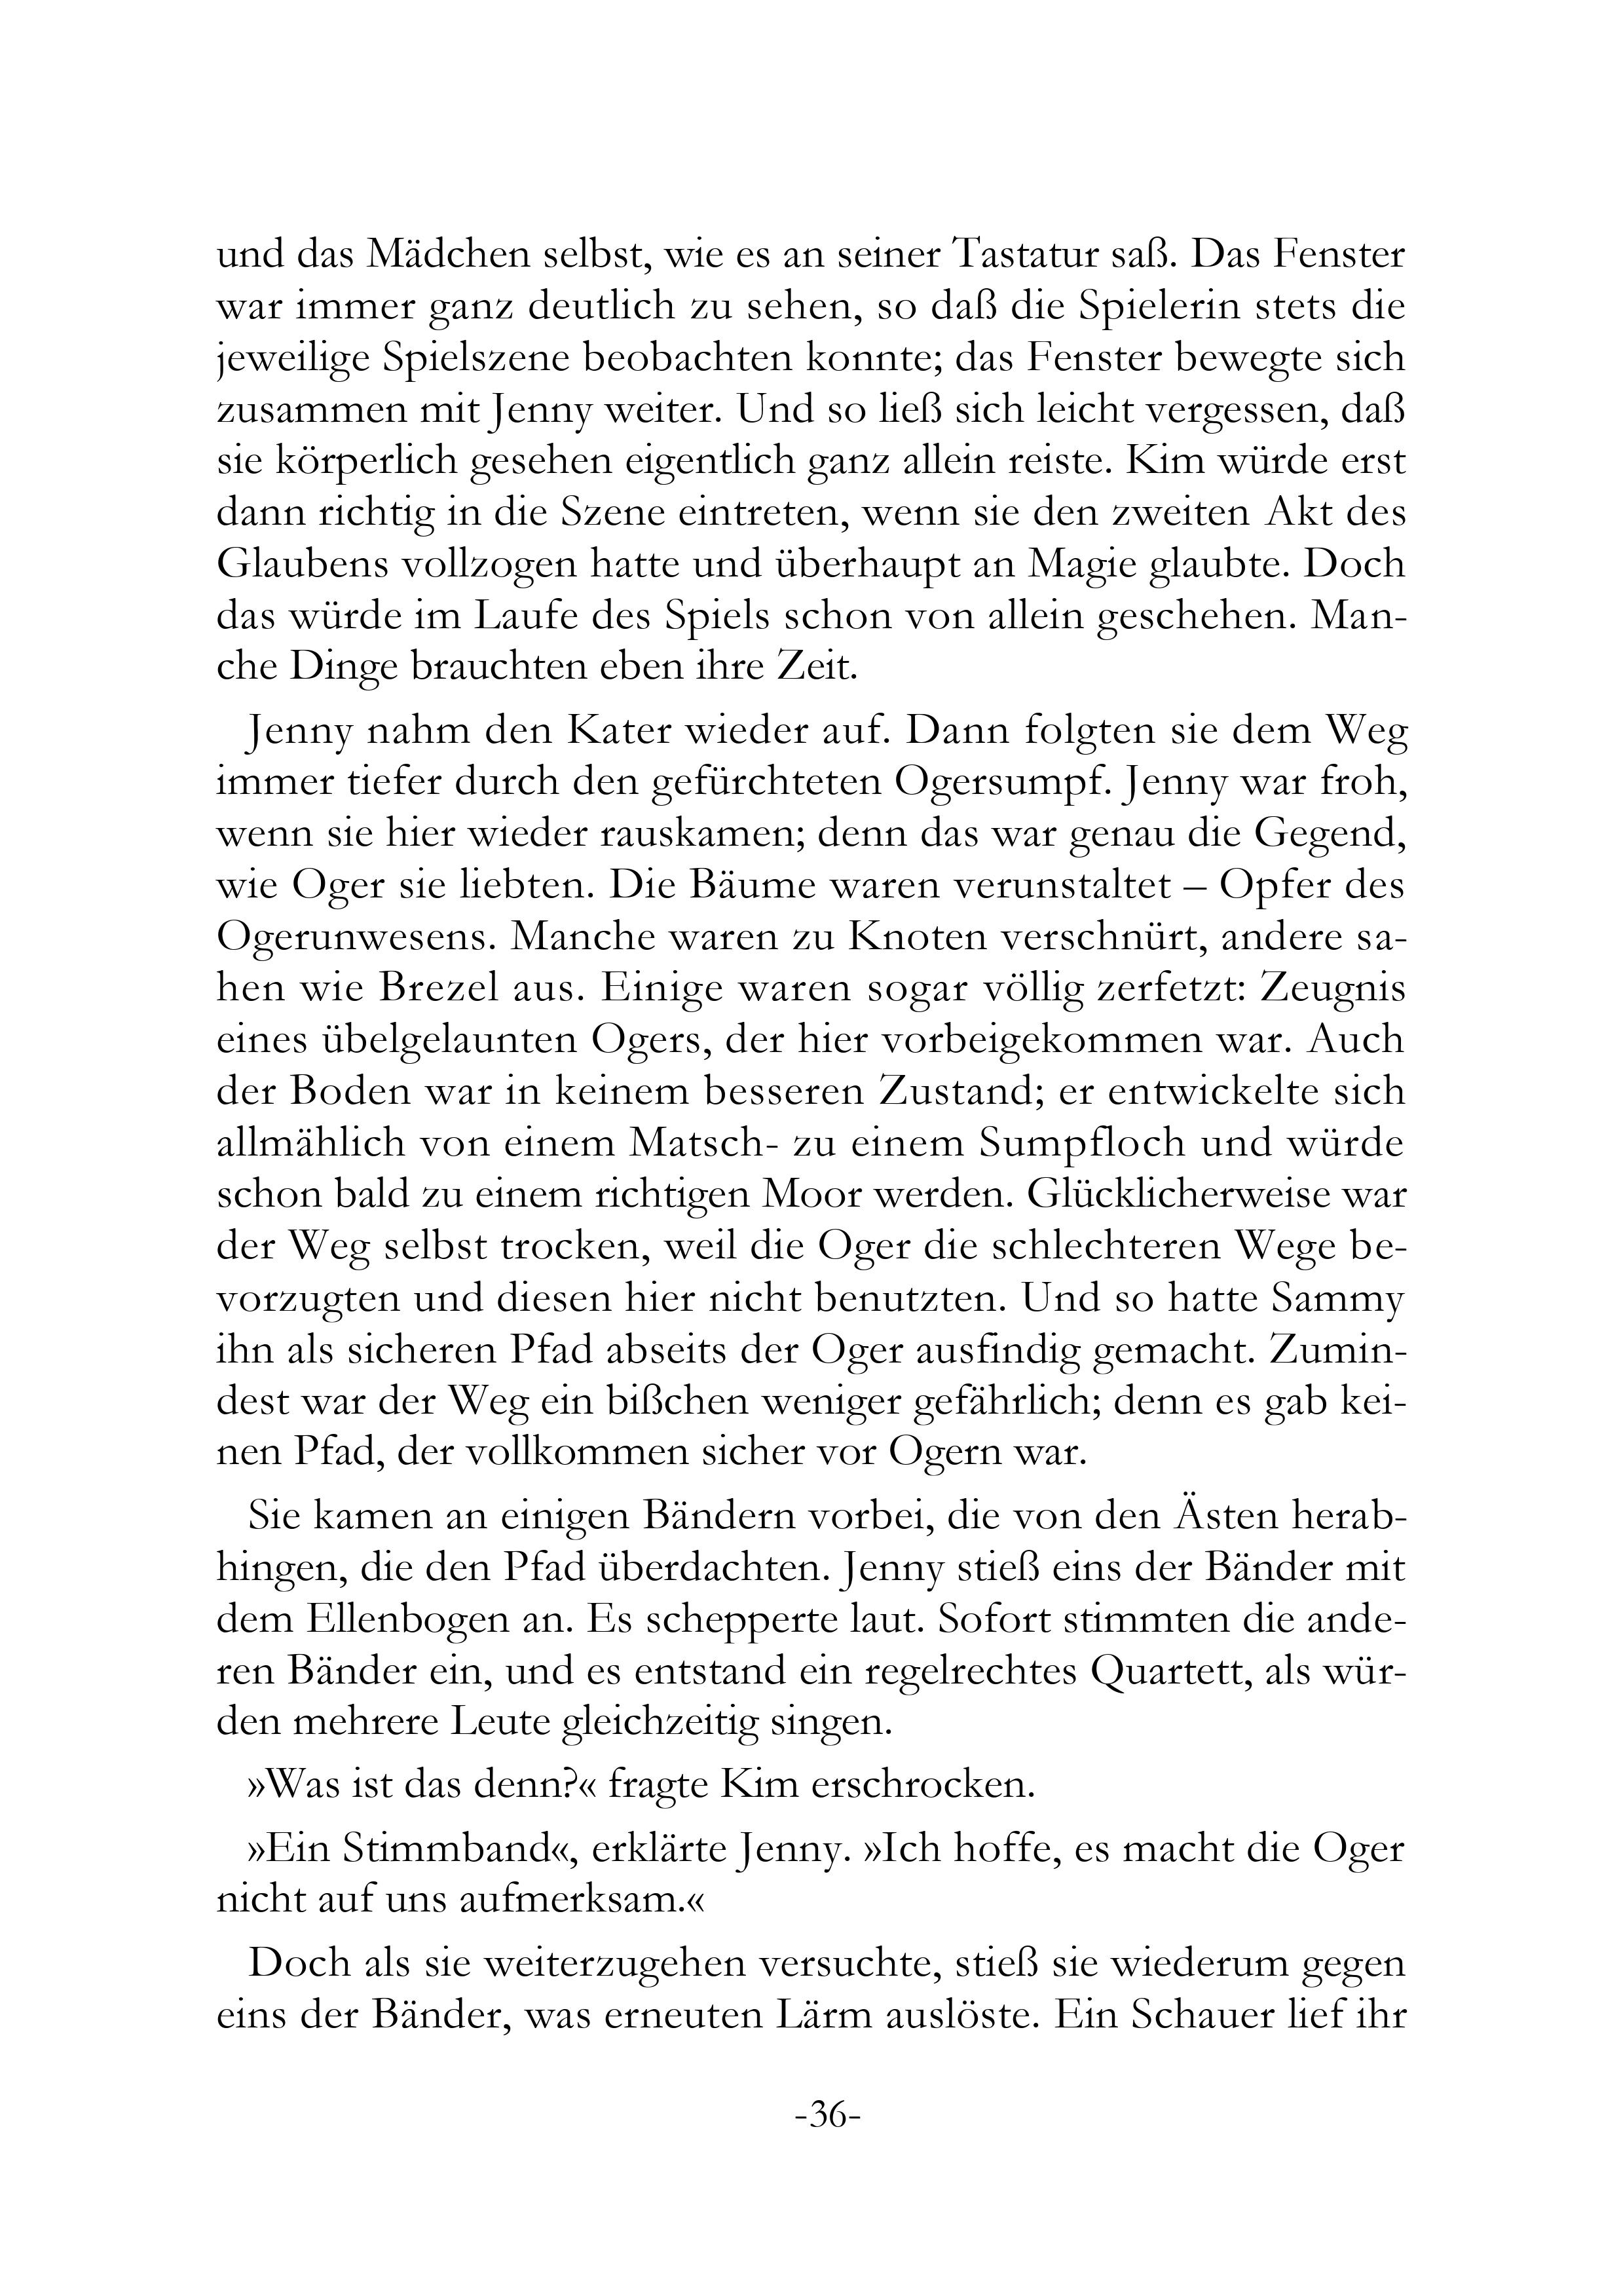 und das Mädchen selbst, wie es an seiner Tastatur saß. Das Fenster
war immer ganz deutlich zu sehen, so daß die Spielerin stets die
jeweilige Spielszene beobachten konnte; das Fenster bewegte sich
zusammen mit Jenny weiter. Und so ließ sich leicht vergessen, daß
sie körperlich gesehen eigentlich ganz allein reiste. Kim würde erst
dann richtig in die Szene eintreten, wenn sie den zweiten Akt des
Glaubens vollzogen hatte und überhaupt an Magie glaubte. Doch
das würde im Laufe des Spiels schon von allein geschehen. Man-
che Dinge brauchten eben ihre Zeit.
Jenny nahm den Kater wieder auf. Dann folgten sie dem Weg
immer tiefer durch den gefürchteten Ogersumpf. Jenny war froh,
wenn sie hier wieder rauskamen; denn das war genau die Gegend,
wie Oger sie liebten. Die Bäume waren verunstaltet – Opfer des
Ogerunwesens. Manche waren zu Knoten verschnürt, andere sa-
hen wie Brezel aus. Einige waren sogar völlig zerfetzt: Zeugnis
eines übelgelaunten Ogers, der hier vorbeigekommen war. Auch
der Boden war in keinem besseren Zustand; er entwickelte sich
allmählich von einem Matsch- zu einem Sumpfloch und würde
schon bald zu einem richtigen Moor werden. Glücklicherweise war
der Weg selbst trocken, weil die Oger die schlechteren Wege be-
vorzugten und diesen hier nicht benutzten. Und so hatte Sammy
ihn als sicheren Pfad abseits der Oger ausfindig gemacht. Zumin-
dest war der Weg ein bißchen weniger gefährlich; denn es gab kei-
nen Pfad, der vollkommen sicher vor Ogern war.
Sie kamen an einigen Bändern vorbei, die von den Ästen herab-
hingen, die den Pfad überdachten. Jenny stieß eins der Bänder mit
dem Ellenbogen an. Es schepperte laut. Sofort stimmten die ande-
ren Bänder ein, und es entstand ein regelrechtes Quartett, als wür-
den mehrere Leute gleichzeitig singen.
»Was ist das denn?« fragte Kim erschrocken.
»Ein Stimmband«, erklärte Jenny. »Ich hoffe, es macht die Oger
nicht auf uns aufmerksam.«
Doch als sie weiterzugehen versuchte, stieß sie wiederum gegen
eins der Bänder, was erneuten Lärm auslöste. Ein Schauer lief ihr
-36-